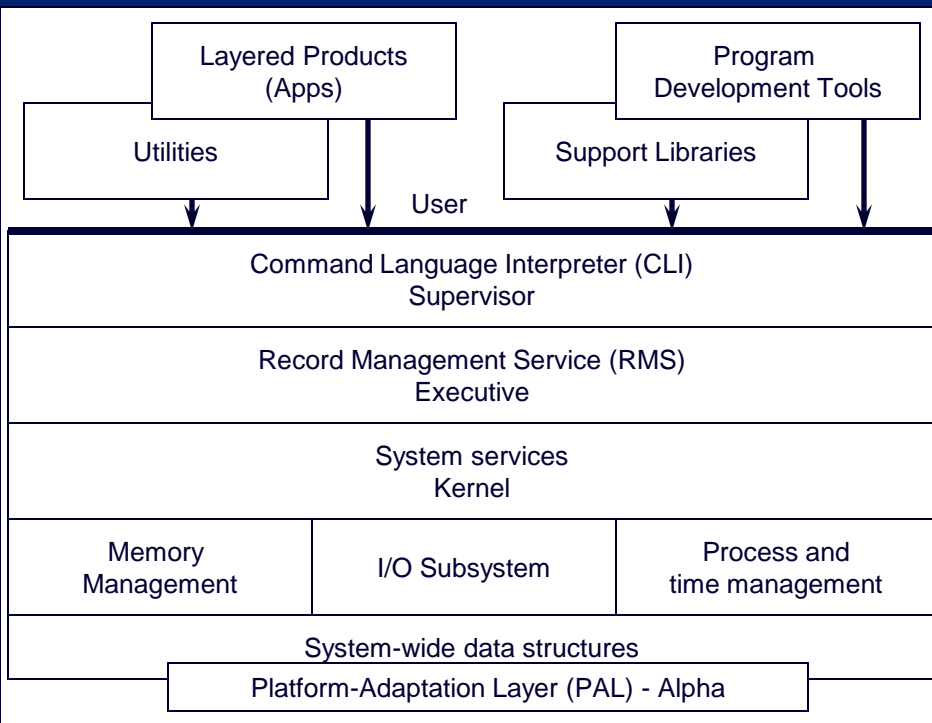 Layered Products
(Apps)
Program
Development Tools
Utilities
Support Libraries
User
Command Language Interpreter (CLI)
Supervisor
Record Management Service (RMS)
Executive
System services
Kernel
Memory
Management
I/O Subsystem
Process and
time management
System-wide data structures
Platform-Adaptation Layer (PAL) - Alpha